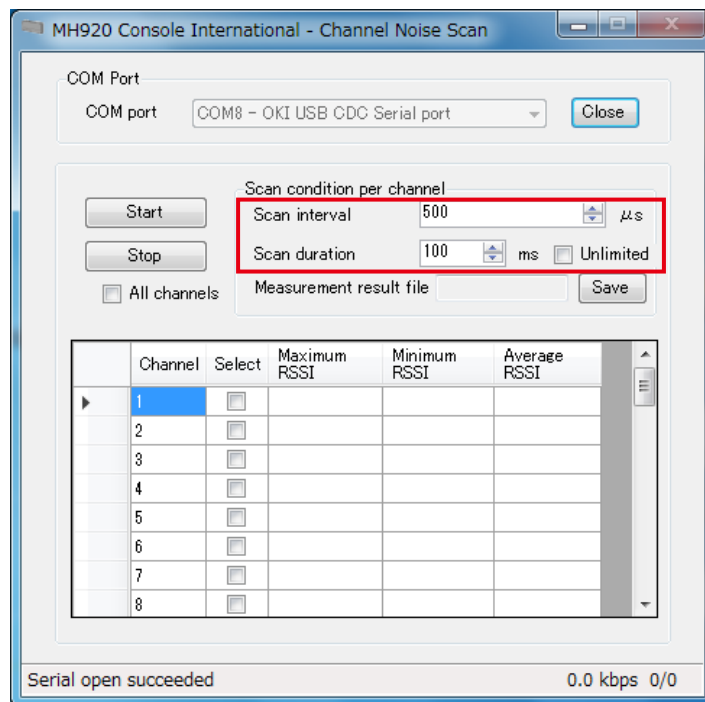 MH920 Console International - Channel Noise Scan
COM Port
COM port COM8 - OKI USB CDC Serial port Close
Scan condition per channel
Start Scan interval 500 μs
Stop Scan duration 100 ms Unlimited
All channels Measurement result file Save
Channel Select Maximum RSSI Minimum RSSI Average RSSI
1
2
3
4
5
6
7
8
Serial open succeeded 0.0 kbps 0/0